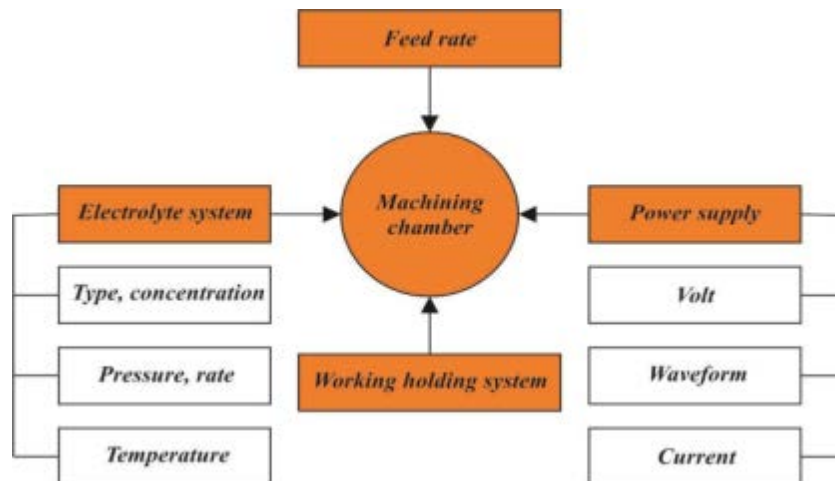 Feed rate
Electrolyte system
Machining
chamber
Power supply
Type, concentration
Volt
Pressure, rate
Working holding system
Waveform
Temperature
Current